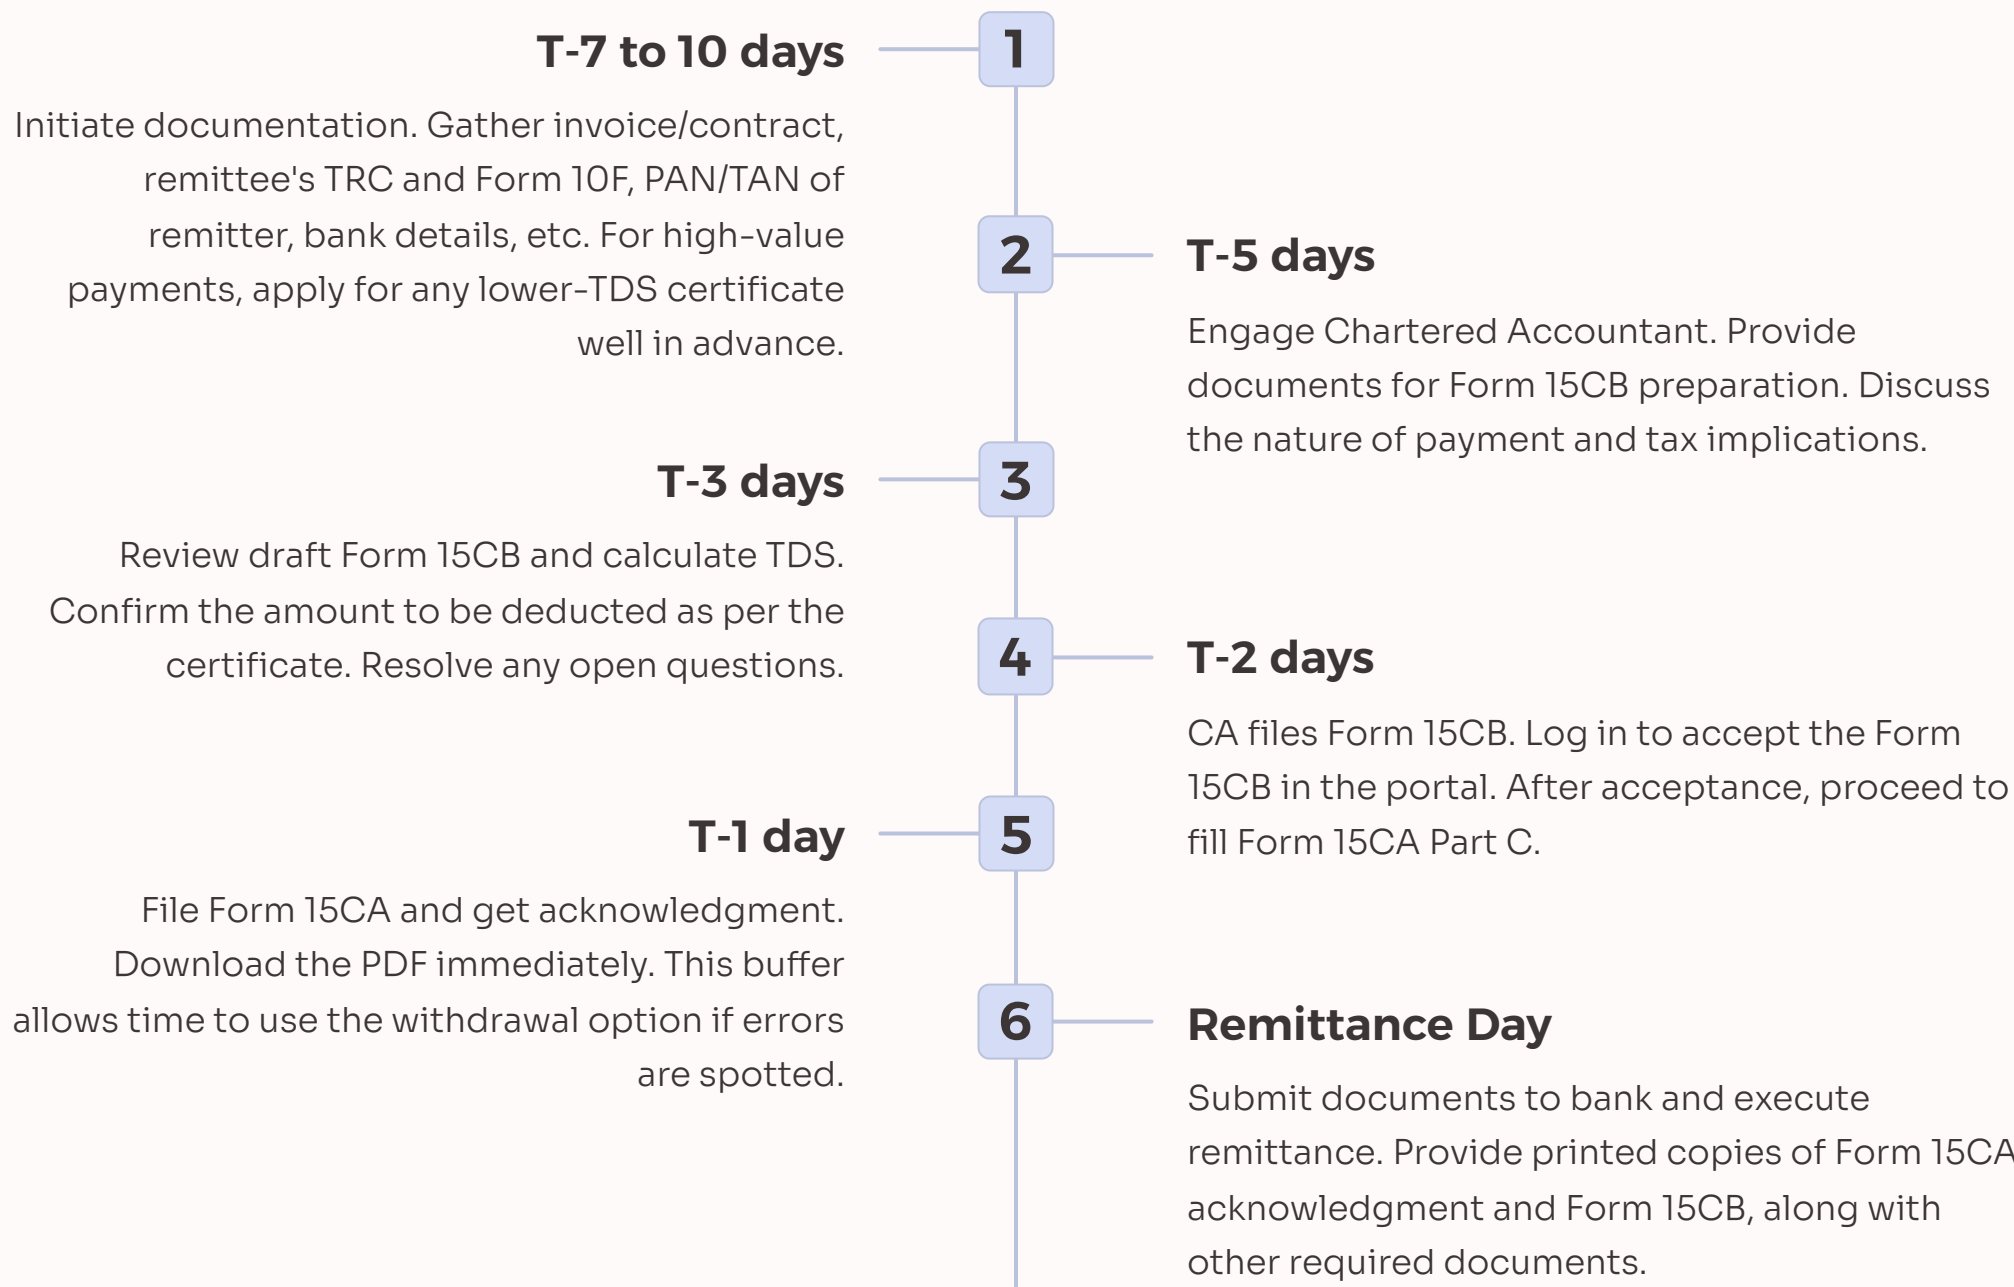 1
T-7 to 10 days
Initiate documentation. Gather invoice/contract,
remittee's TRC and Form 10F, PAN/TAN of
remitter, bank details, etc. For high-value
payments, apply for any lower-TDS certificate
well in advance.
2
T-5 days
Engage Chartered Accountant. Provide
documents for Form 15CB preparation. Discuss
the nature of payment and tax implications.
3
T-3 days
Review draft Form 15CB and calculate TDS.
Confirm the amount to be deducted as per the
certificate. Resolve any open questions.
4
T-2 days
CA files Form 15CB. Log in to accept the Form
15CB in the portal. After acceptance, proceed to
fill Form 15CA Part C.
5
T-1 day
File Form 15CA and get acknowledgment.
Download the PDF immediately. This buffer
allows time to use the withdrawal option if errors
are spotted.
6
Remittance Day
Submit documents to bank and execute
remittance. Provide printed copies of Form 15CA
acknowledgment and Form 15CB, along with
other required documents.